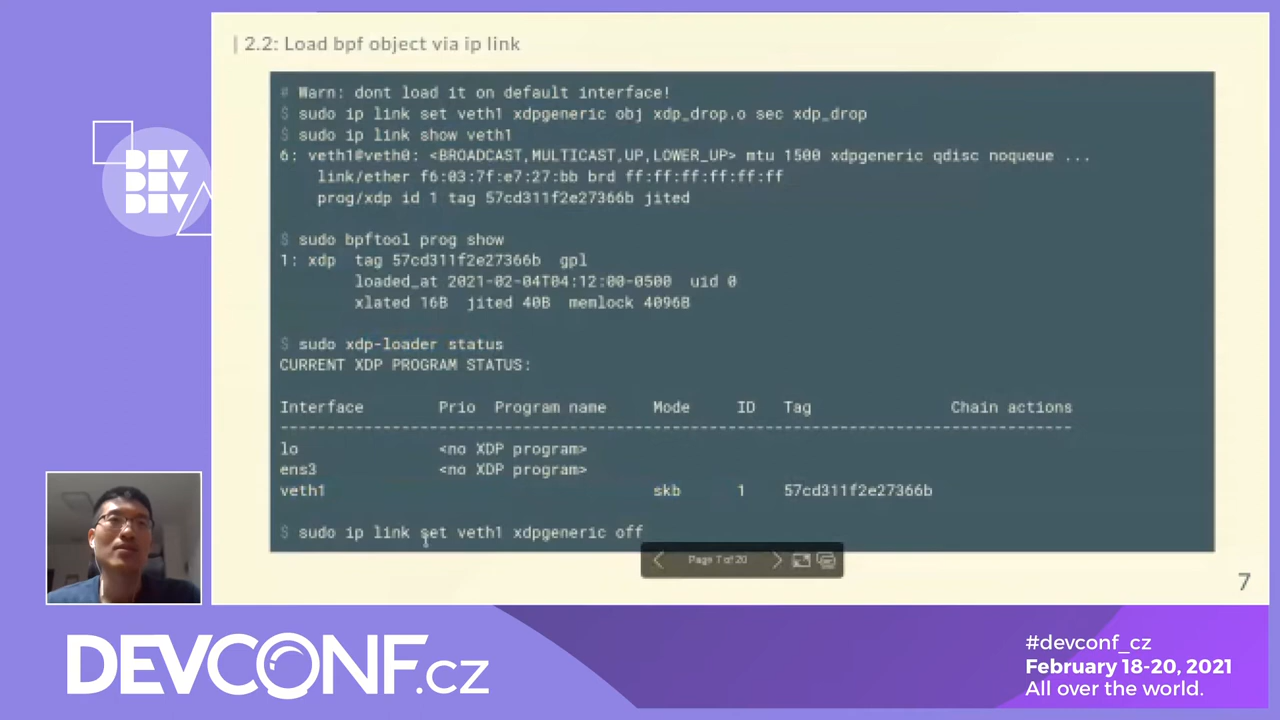 | 2.2: Load bpf object via ip link
# Warn: dont load it on default interface!
$ sudo ip link set veth1 xdpgeneric obj xdp_drop.o sec xdp_drop
$ sudo ip link show veth1
6: veth1@veth0: <BROADCAST,MULTICAST,UP,LOWER_UP> mtu 1500 xdpgeneric qdisc noqueue ...
link/ether f6:03:7f:e7:27:bb brd ff:ff:ff:ff:ff:ff
prog/xdp id 1 tag 57cd311f2e27366b jited
$ sudo bpftool prog show
1: xdp  tag 57cd311f2e27366b  gpl
loaded_at 2021-02-04T04:12:00-0500  uid 0
xlated 16B  jited 40B  memlock 4096B
$ sudo xdp-loader status
CURRENT XDP PROGRAM STATUS:
Interface Prio Program name Mode ID Tag Chain actions
---------------------------------------------------------------------------------
lo <no XDP program>
ens3 <no XDP program>
veth1 skb 1 57cd311f2e27366b
$ sudo ip link set veth1 xdpgeneric off
Page 7 of 20
7
DEV
DEV
DEV
DEVCONF.cz
#devconf_cz
February 18-20, 2021
All over the world.